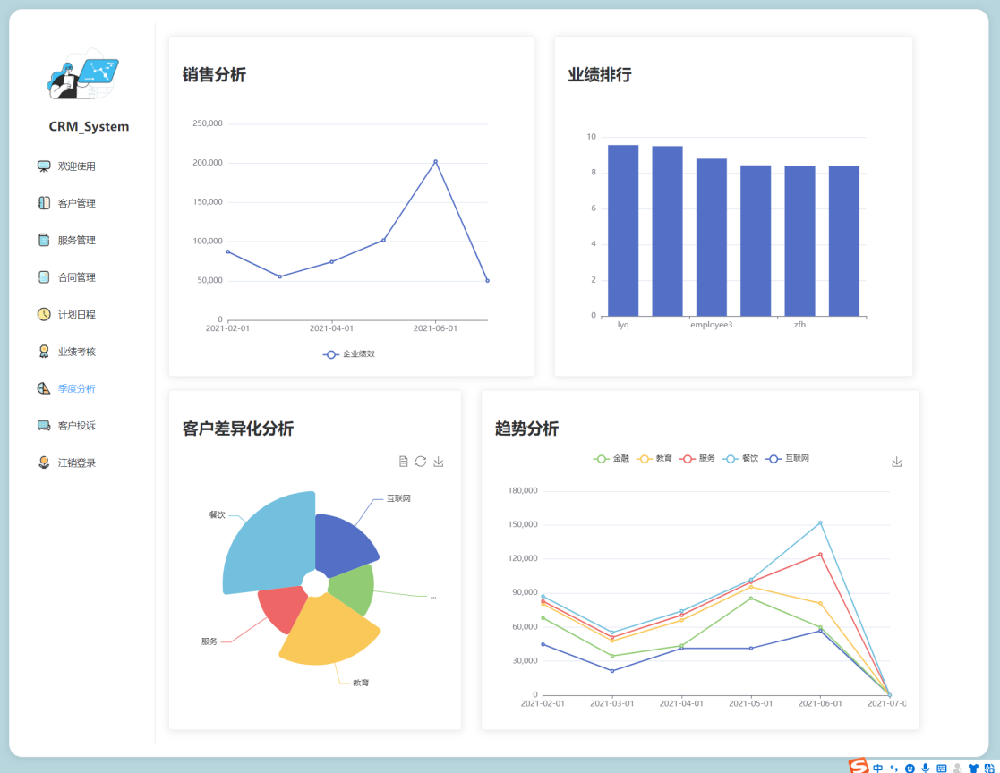 CRM_System
欢迎使用
客户管理
服务管理
合同管理
计划日程
业绩考核
季度分析
客户投诉
注销登录
销售分析
250,000
200,000
150,000
100,000
50,000
0
2021-02-01 2021-04-01 2021-06-01
企业绩效
业绩排行
10
8
6
4
2
0
lyq employee3 zfh
客户差异化分析
互联网
餐饮
...
服务
教育
趋势分析
金融 教育 服务 餐饮 互联网
180,000
150,000
120,000
90,000
60,000
30,000
0
2021-02-01 2021-03-01 2021-04-01 2021-05-01 2021-06-01 2021-07-0
S 中